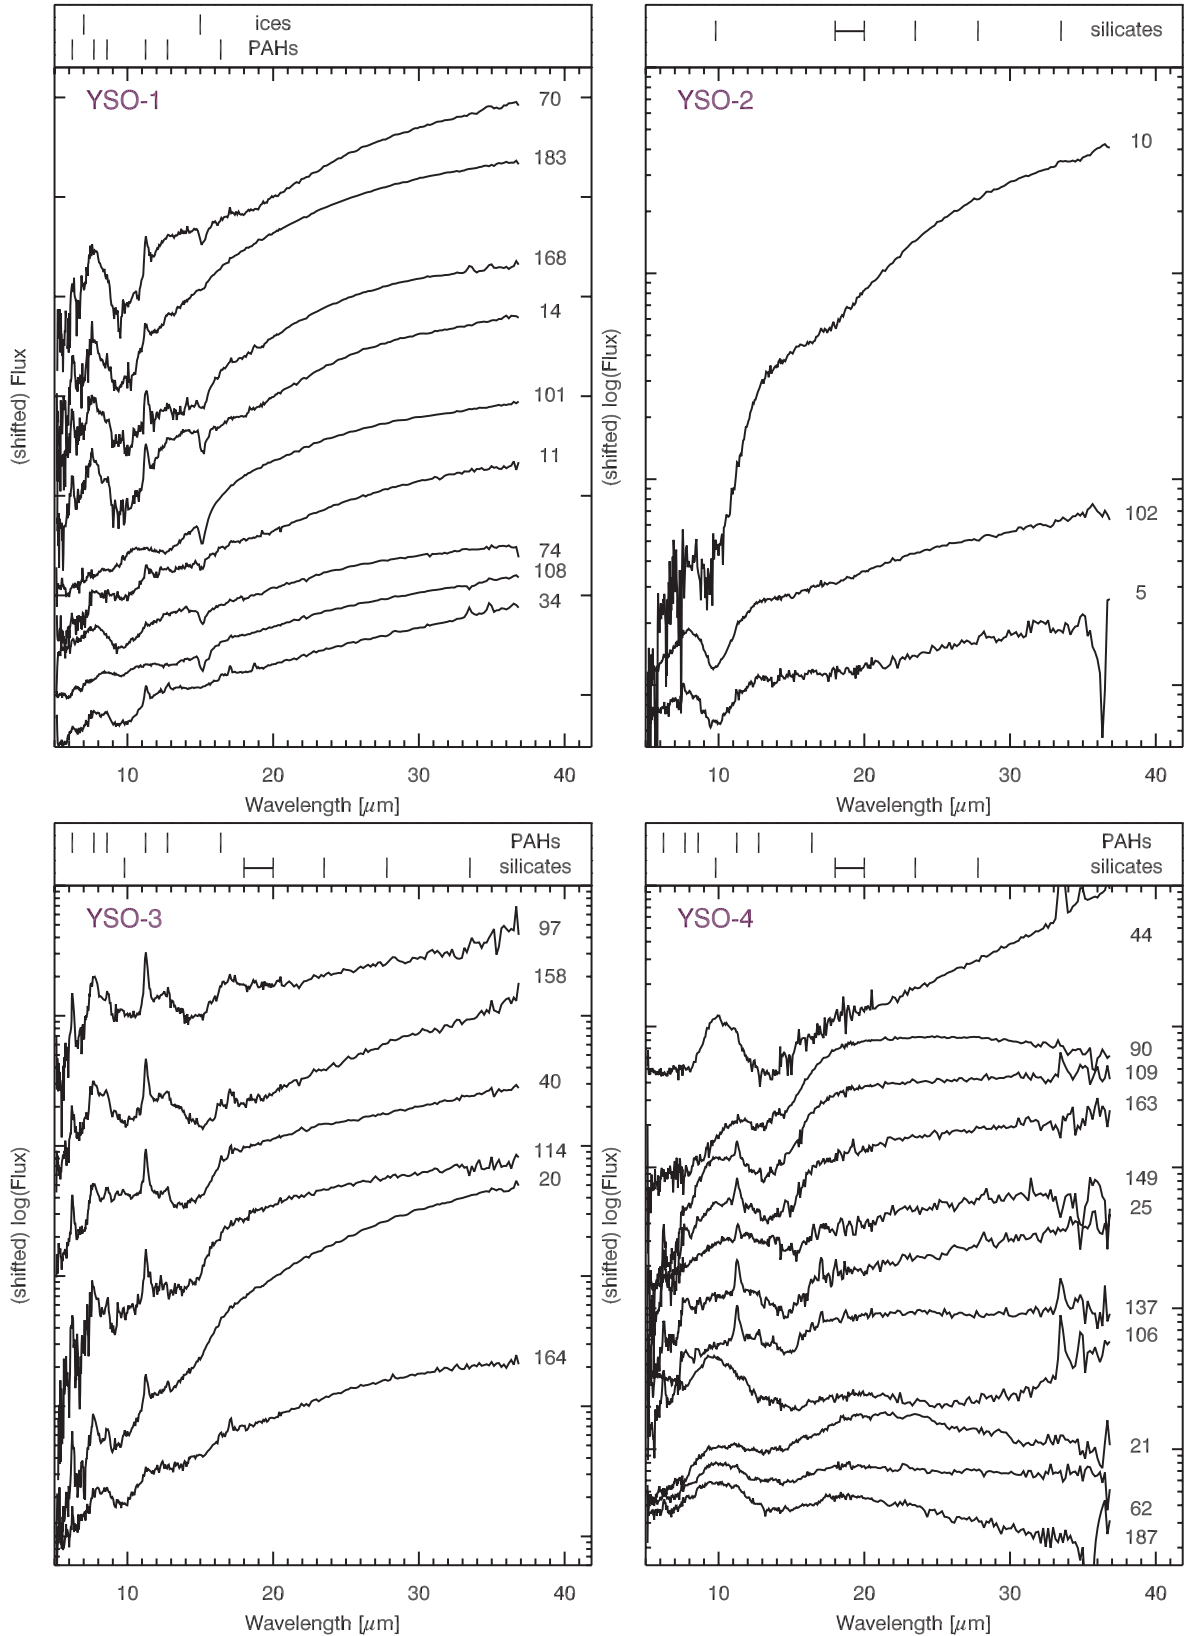 ices
PAHs
YSO-1
70
183
168
14
101
11
74
108
34
(shifted) Flux
10 20 30 40
Wavelength [μm]
silicates
YSO-2
10
102
5
(shifted) log(Flux)
10 20 30 40
Wavelength [μm]
PAHs
silicates
YSO-3
97
158
40
114
20
164
(shifted) log(Flux)
10 20 30 40
Wavelength [μm]
PAHs
silicates
YSO-4
44
90
109
163
149
25
137
106
21
62
187
(shifted) log(Flux)
10 20 30 40
Wavelength [μm]